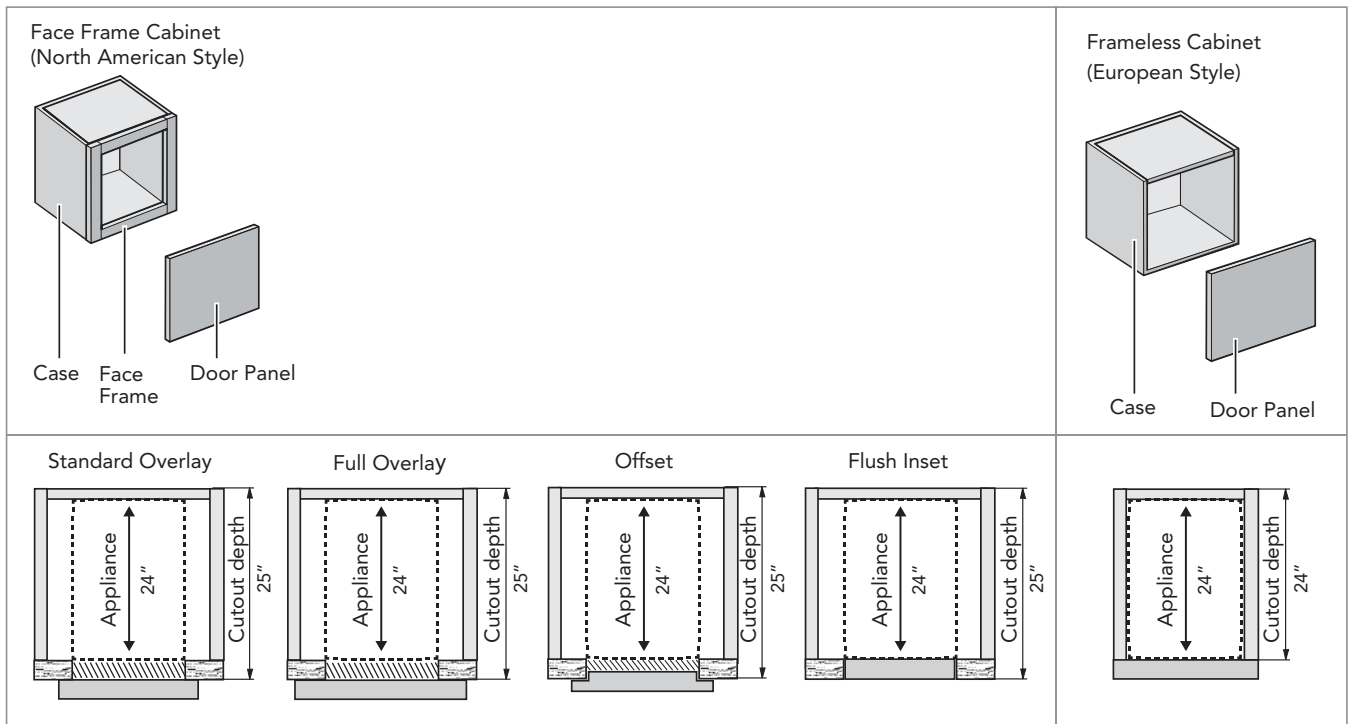 Face Frame Cabinet
(North American Style)
Case
Face
Frame
Door Panel
Frameless Cabinet
(European Style)
Case
Door Panel
Standard Overlay
Appliance
24″
Cutout depth
25″
Full Overlay
Appliance
24″
Cutout depth
25″
Offset
Appliance
24″
Cutout depth
25″
Flush Inset
Appliance
24″
Cutout depth
25″
Appliance
24″
Cutout depth
24″